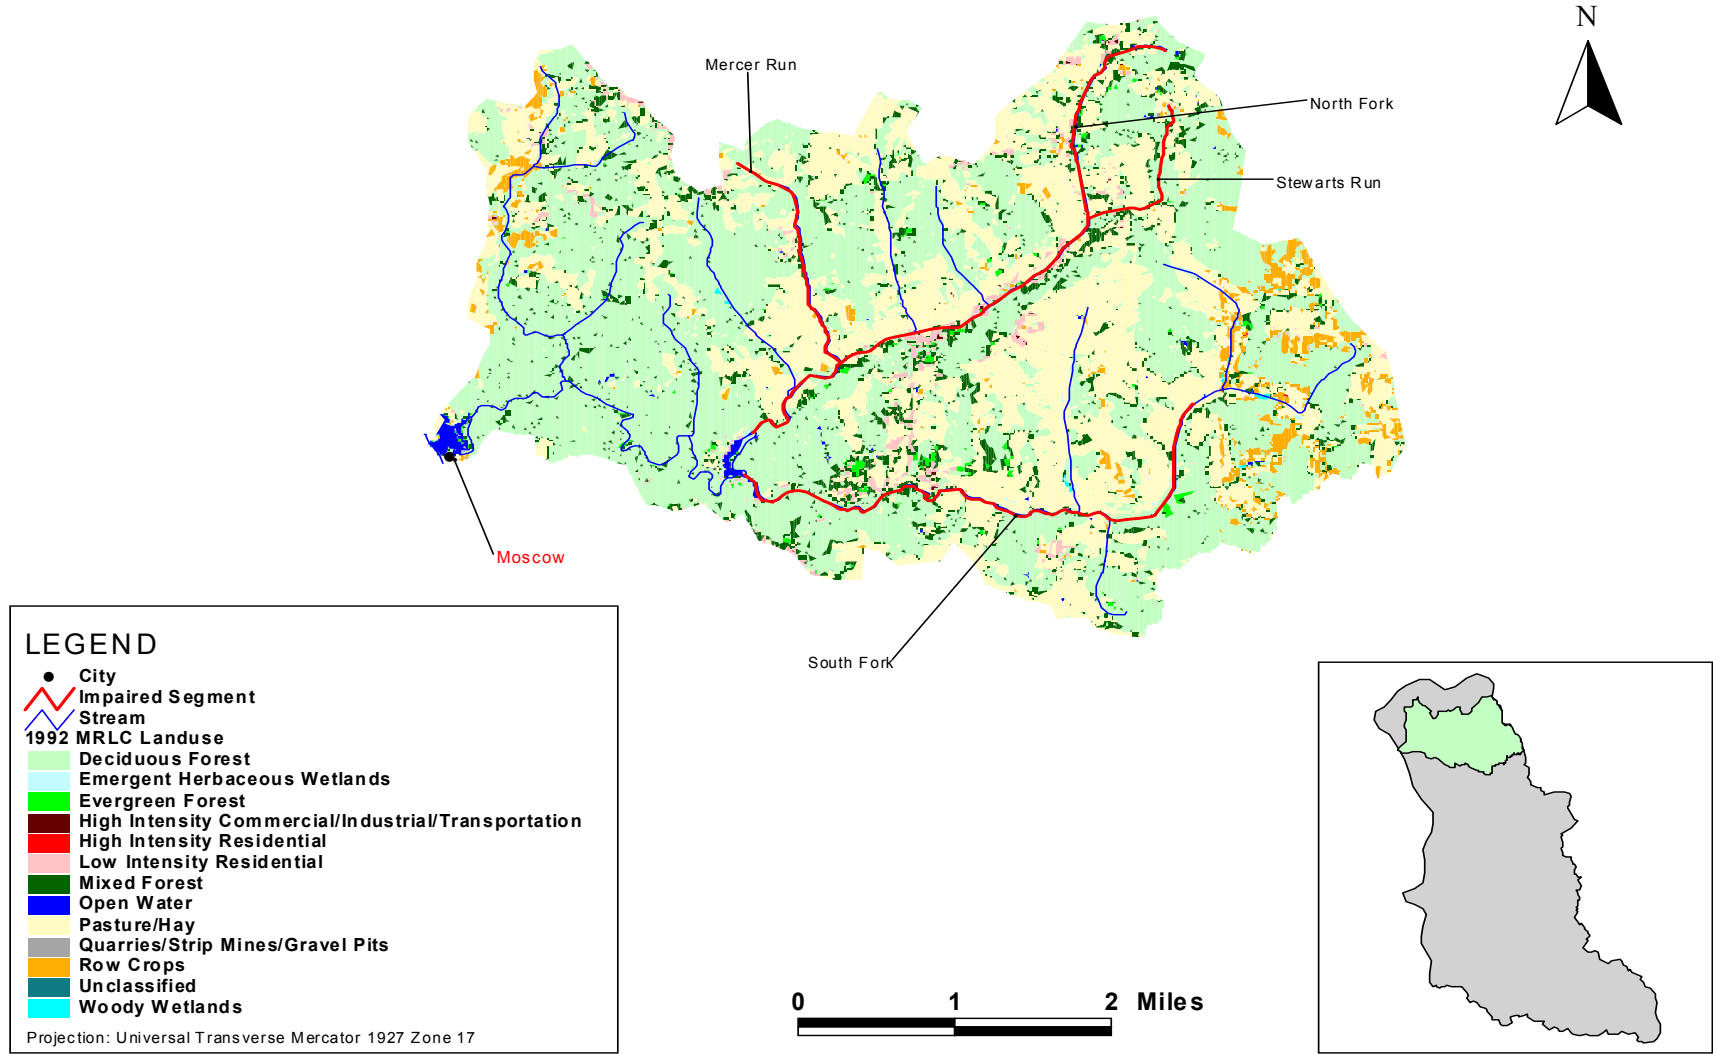 N
Mercer Run
North Fork
Stewarts Run
Moscow
South Fork
LEGEND
City
Impaired Segment
Stream
1992 MRLC Landuse
Deciduous Forest
Emergent Herbaceous Wetlands
Evergreen Forest
High Intensity Commercial/Industrial/Transportation
High Intensity Residential
Low Intensity Residential
Mixed Forest
Open Water
Pasture/Hay
Quarries/Strip Mines/Gravel Pits
Row Crops
Unclassified
Woody Wetlands
Projection: Universal Transverse Mercator 1927 Zone 17
0 1 2 Miles